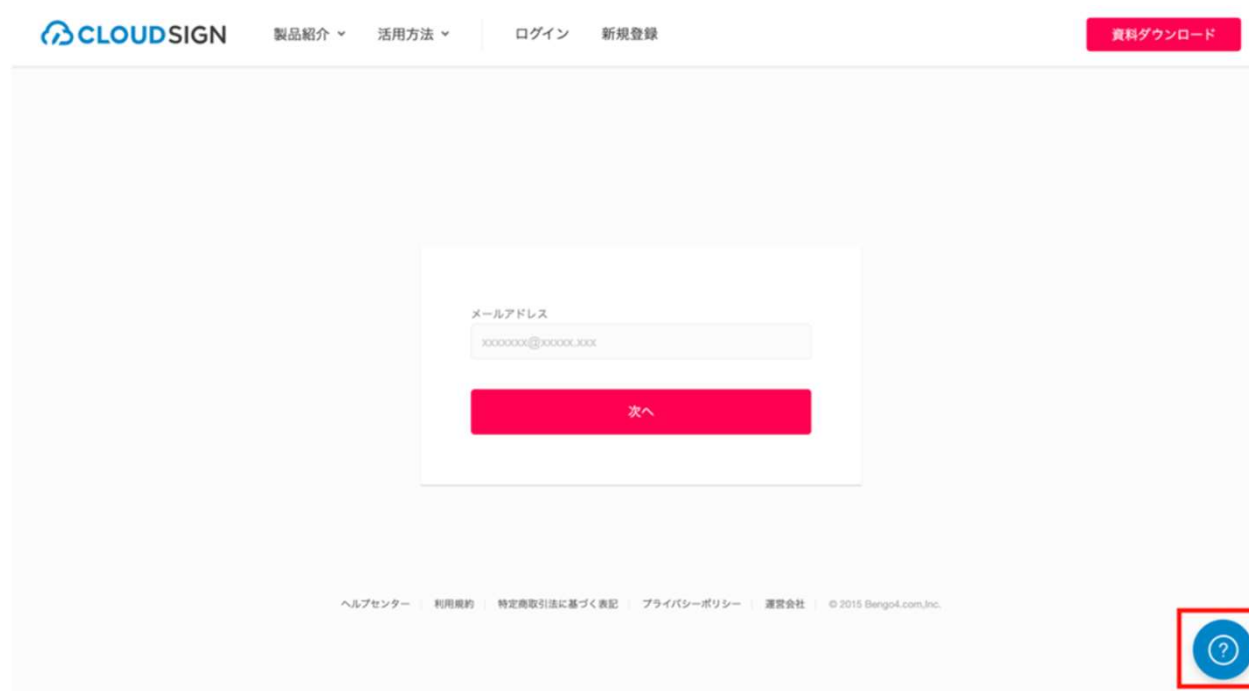 CLOUDSIGN 製品紹介 活用方法 ログイン 新規登録 資料ダウンロード
メールアドレス
xxxxxxx@xxxxx.xxx
次へ
ヘルプセンター 利用規約 特定商取引法に基づく表記 プライバシーポリシー 運営会社 © 2015 Bengo4.com,Inc.
?